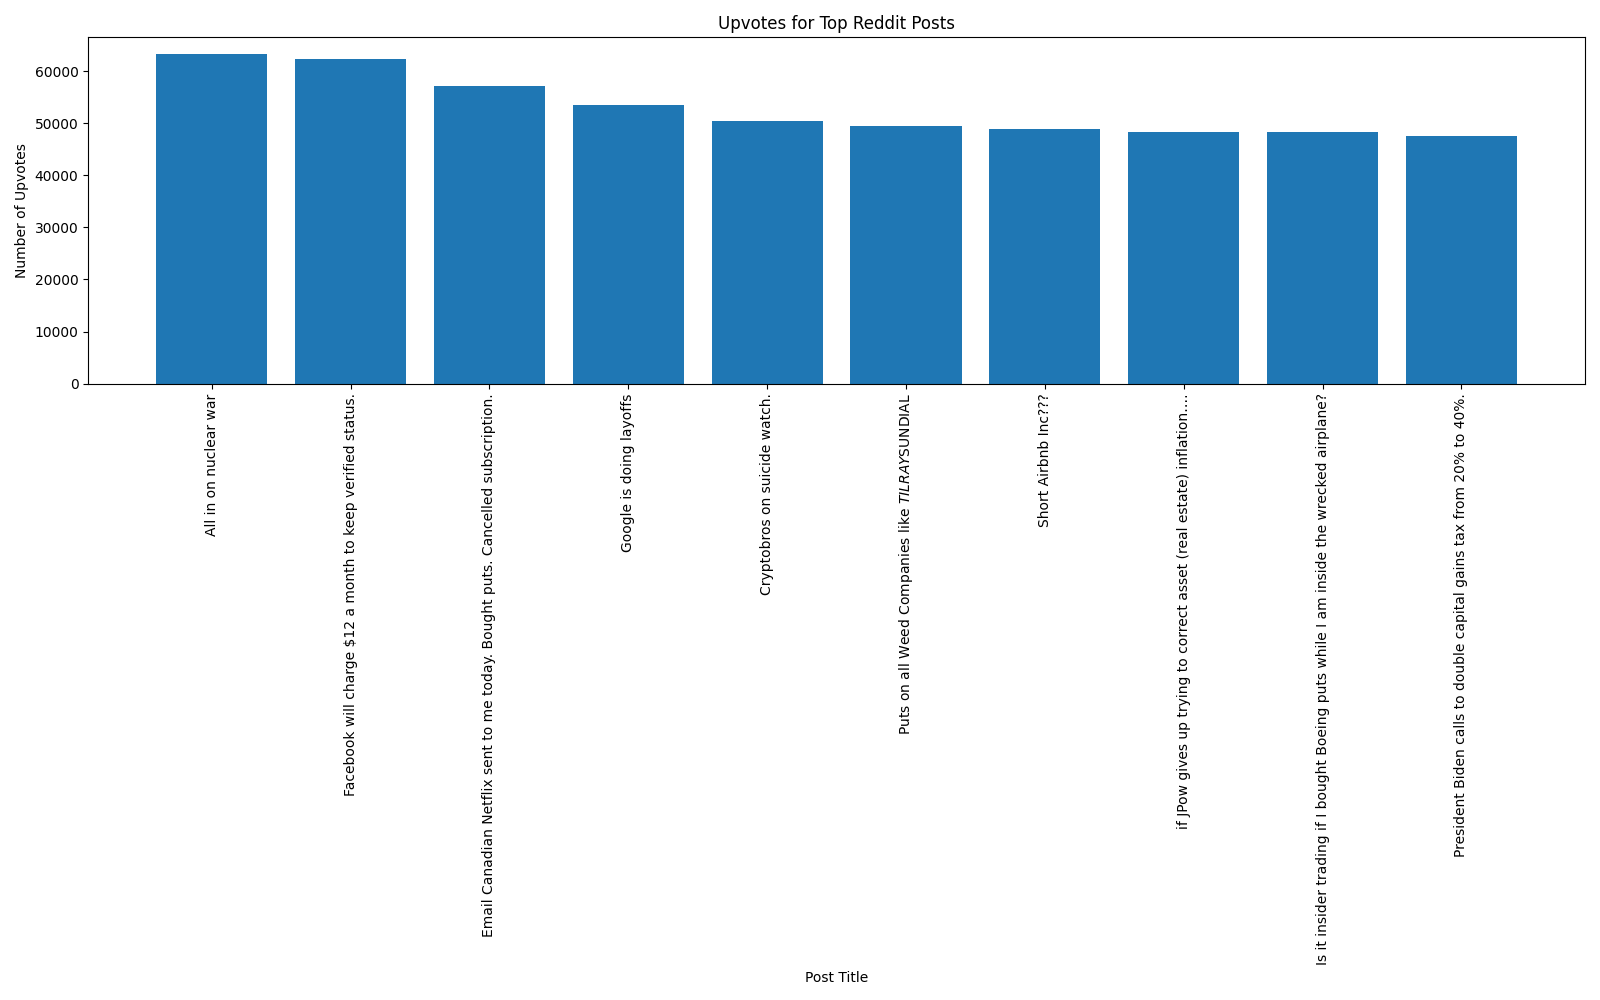 Upvotes for Top Reddit Posts
Number of Upvotes
60000
50000
40000
30000
20000
10000
0
All in on nuclear war
Facebook will charge $12 a month to keep verified status.
Email Canadian Netflix sent to me today. Bought puts. Cancelled subscription.
Google is doing layoffs
Cryptobros on suicide watch.
Puts on all Weed Companies like TILRAYSUNDIAL
Short Airbnb Inc???
if JPow gives up trying to correct asset (real estate) inflation....
Is it insider trading if I bought Boeing puts while I am inside the wrecked airplane?
President Biden calls to double capital gains tax from 20% to 40%.
Post Title